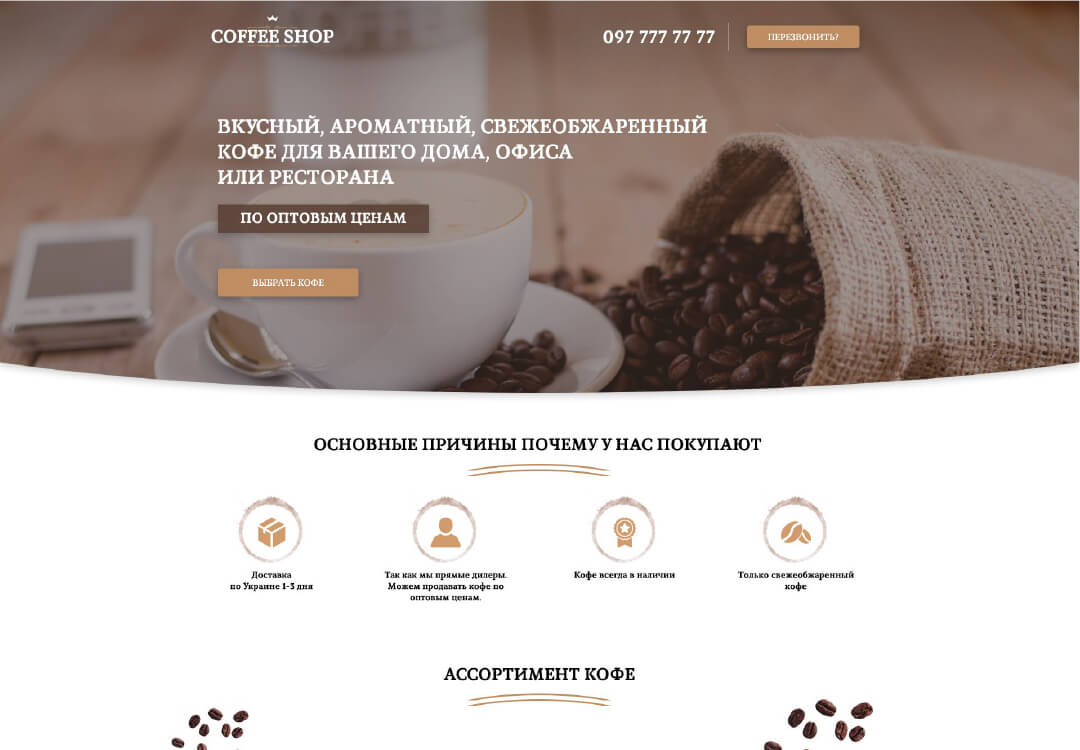 COFFEE SHOP
097 777 77 77
ПЕРЕЗВОНИТЬ?
ВКУСНЫЙ, АРОМАТНЫЙ, СВЕЖЕОБЖАРЕННЫЙ
КОФЕ ДЛЯ ВАШЕГО ДОМА, ОФИСА
ИЛИ РЕСТОРАНА
ПО ОПТОВЫМ ЦЕНАМ
ВЫБРАТЬ КОФЕ
ОСНОВНЫЕ ПРИЧИНЫ ПОЧЕМУ У НАС ПОКУПАЮТ
Доставка
по Украине 1-3 дня
Так как мы прямые дилеры.
Можем продавать кофе по
оптовым ценам.
Кофе всегда в наличии
Только свежеобжаренный
кофе
АССОРТИМЕНТ КОФЕ